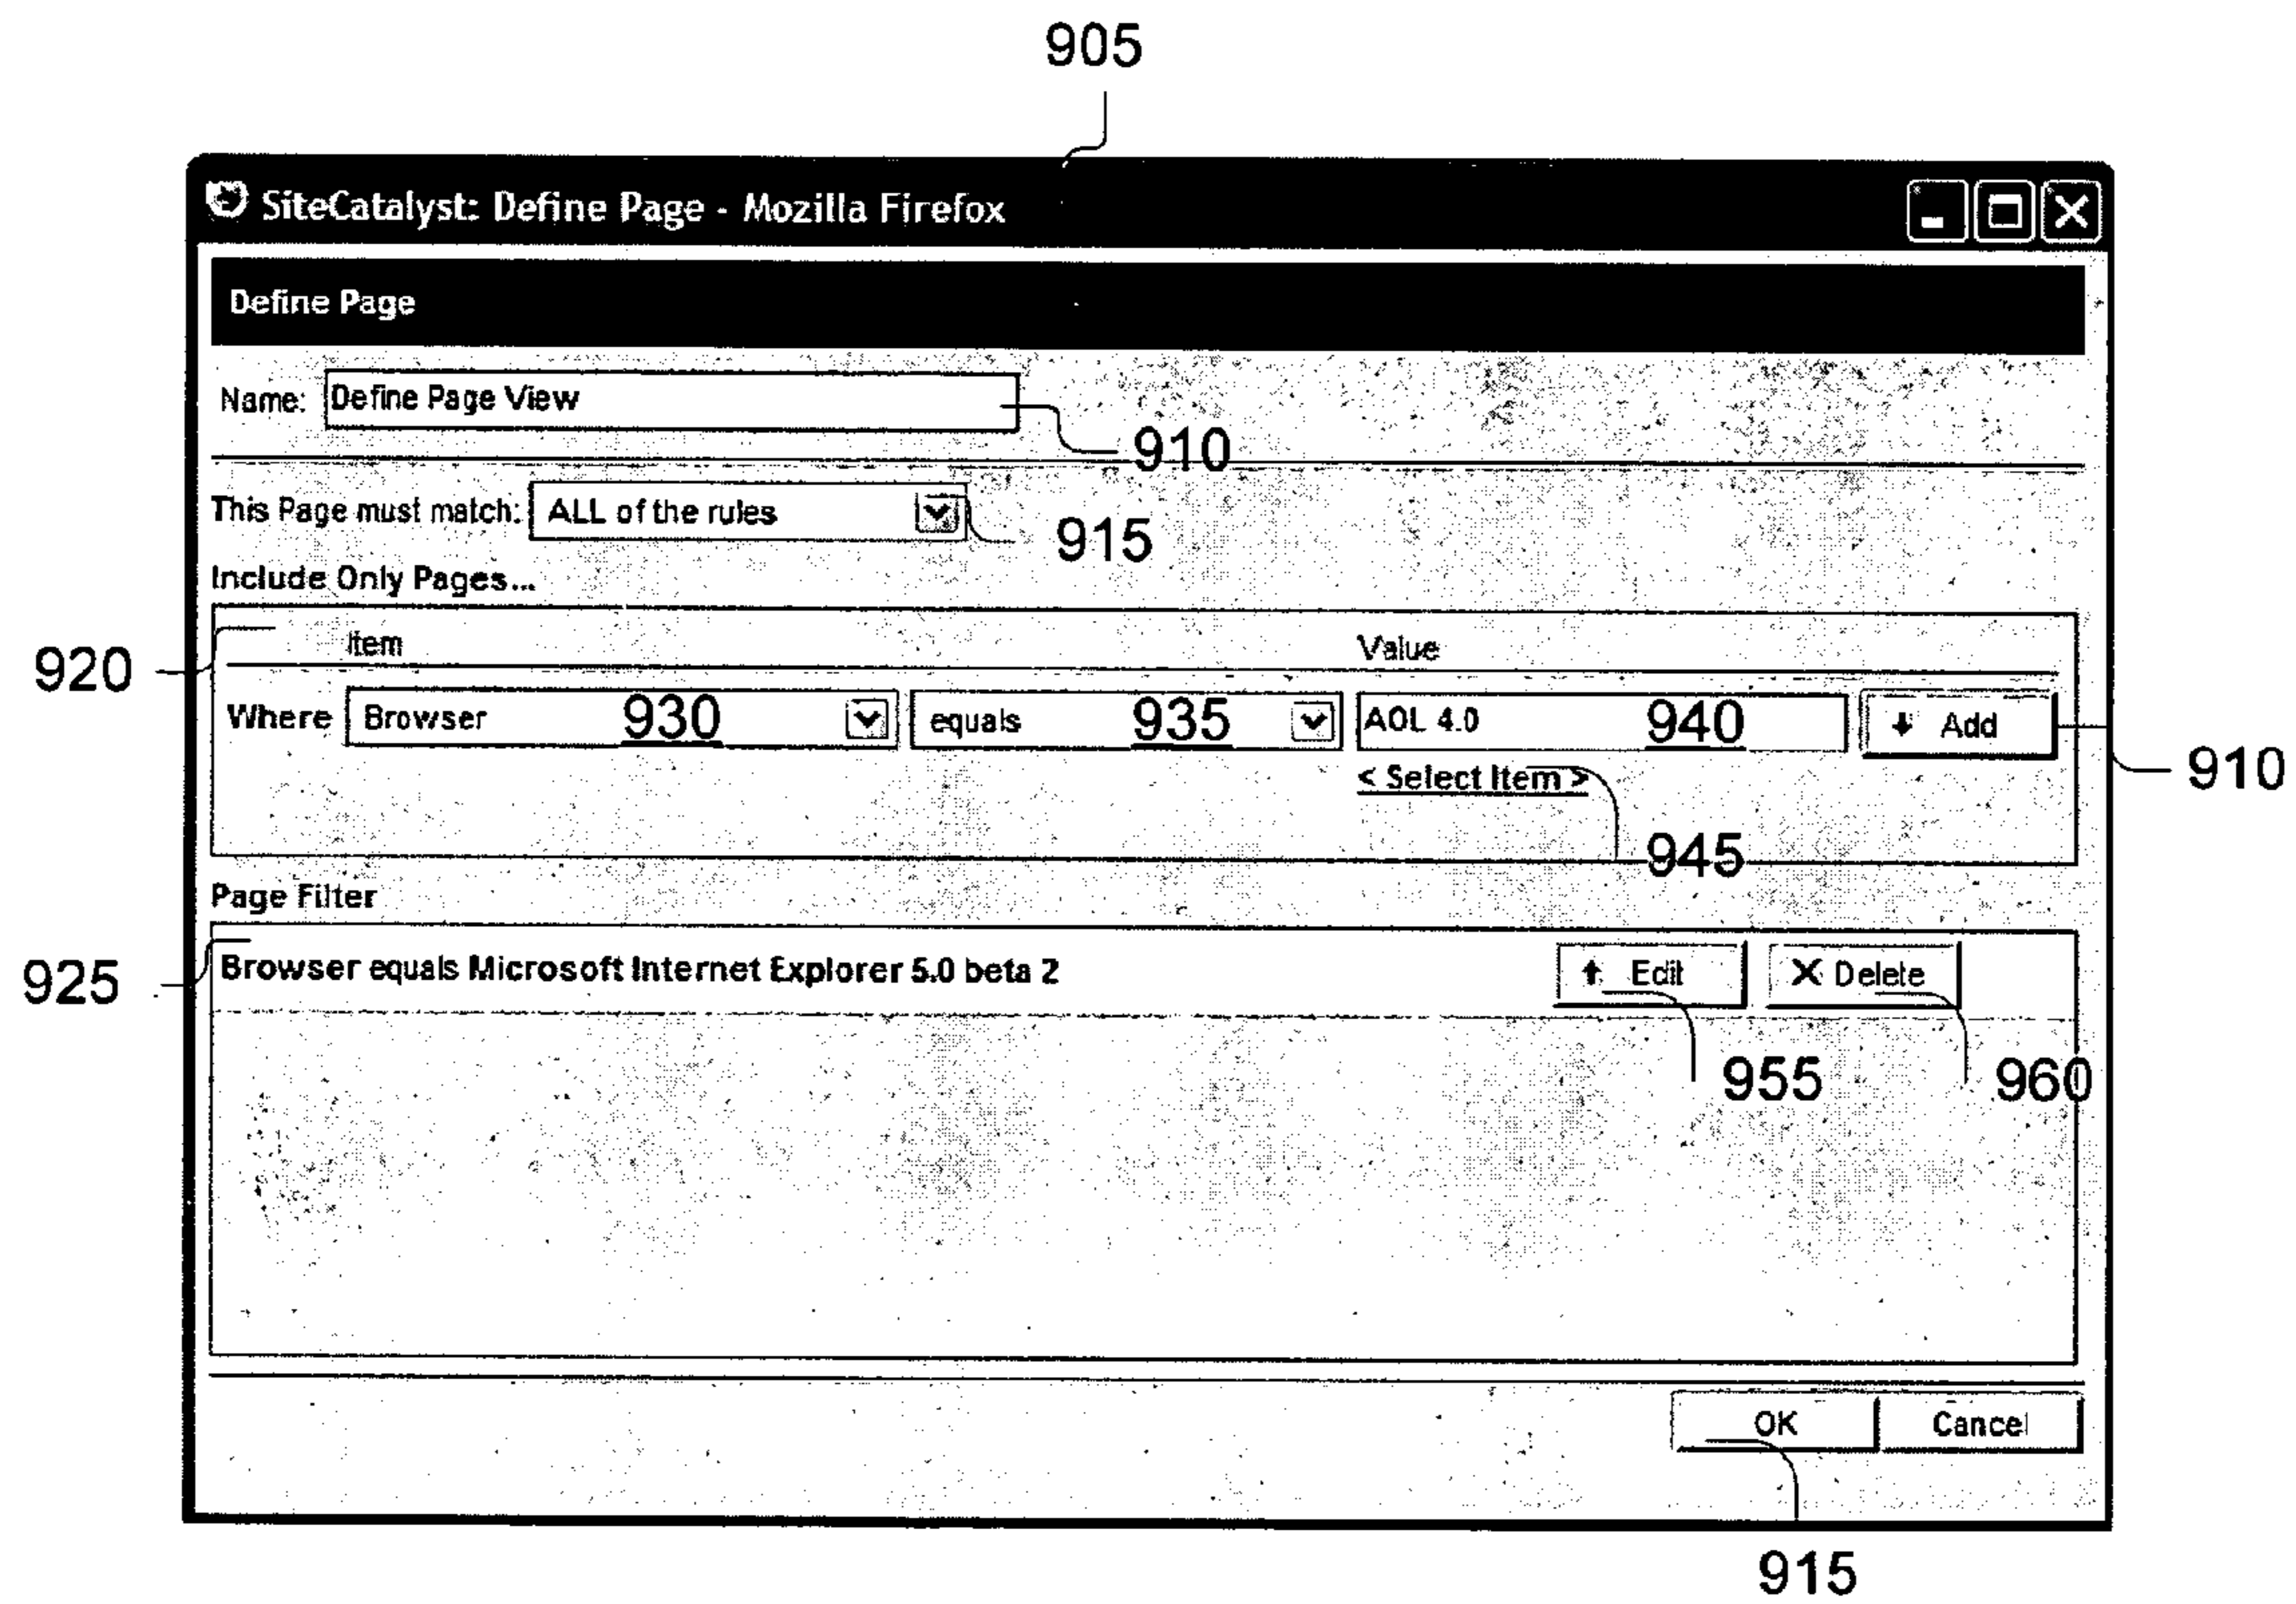 905
SiteCatalyst: Define Page - Mozilla Firefox
Define Page
Name: Define Page View
910
This Page must match: ALL of the rules
915
Include Only Pages...
920
Item Value
Where Browser 930 equals 935 AOL 4.0 940 Add
910
< Select Item >
945
Page Filter
925
Browser equals Microsoft Internet Explorer 5.0 beta 2 Edit X Delete
955 960
OK Cancel
915